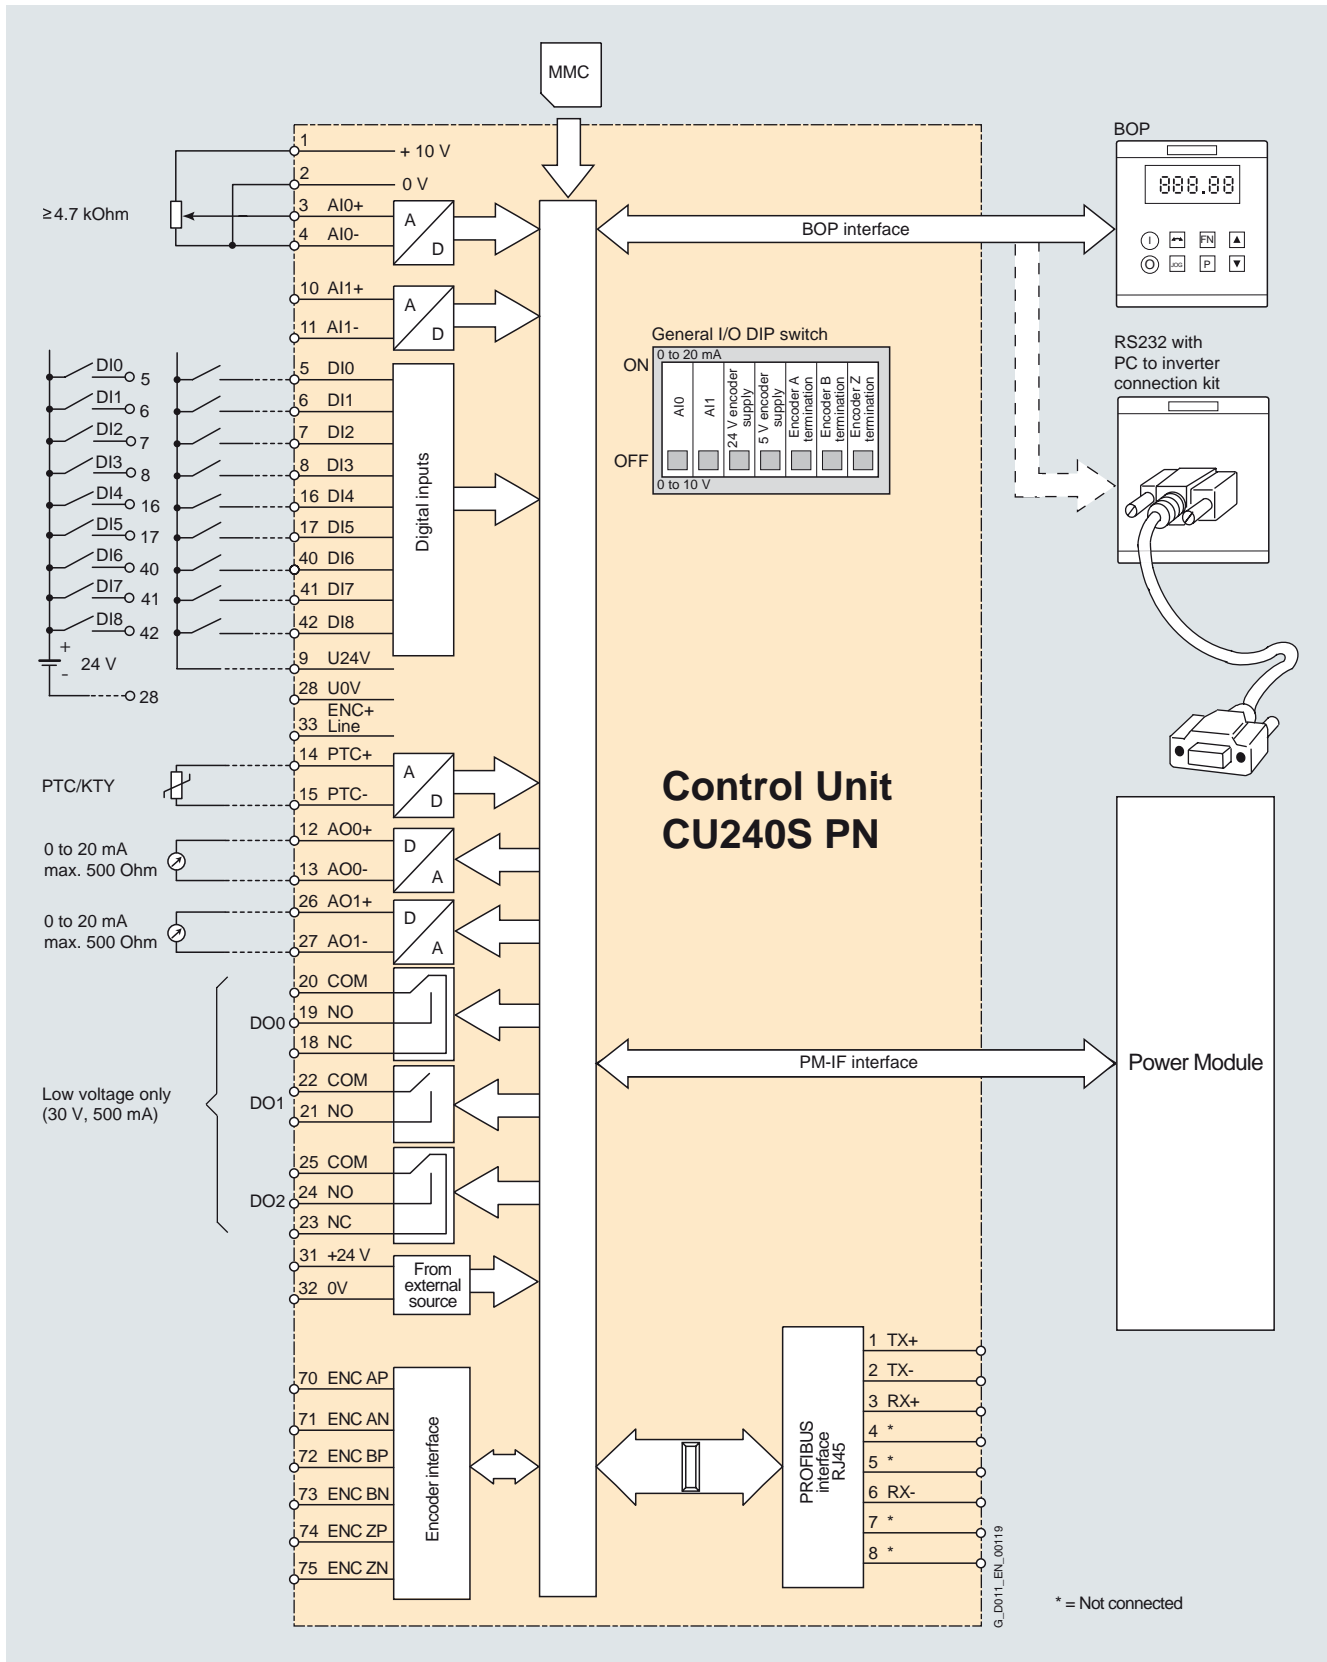 MMC
BOP
888.88
I
FN
O
JOG
P
1
+ 10 V
2
0 V
≥4.7 kOhm
3 AI0+
4 AI0-
A
D
BOP interface
10 AI1+
11 AI1-
A
D
General I/O DIP switch
ON
0 to 20 mA
AI0
AI1
24 V encoder supply
5 V encoder supply
Encoder A termination
Encoder B termination
Encoder Z termination
OFF
0 to 10 V
RS232 with
PC to inverter
connection kit
DI0 5
DI1 6
DI2 7
DI3 8
DI4 16
DI5 17
DI6 40
DI7 41
DI8 42
+
24 V
-
28
5 DI0
6 DI1
7 DI2
8 DI3
16 DI4
17 DI5
40 DI6
41 DI7
42 DI8
Digital inputs
9 U24V
28 U0V
ENC+
33 Line
PTC/KTY
14 PTC+
15 PTC-
A
D
Control Unit
CU240S PN
0 to 20 mA
max. 500 Ohm
12 AO0+
13 AO0-
D
A
0 to 20 mA
max. 500 Ohm
26 AO1+
27 AO1-
D
A
Low voltage only
(30 V, 500 mA)
DO0
20 COM
19 NO
18 NC
DO1
22 COM
21 NO
DO2
25 COM
24 NO
23 NC
PM-IF interface
Power Module
31 +24 V
32 0V
From
external
source
70 ENC AP
71 ENC AN
72 ENC BP
73 ENC BN
74 ENC ZP
75 ENC ZN
Encoder interface
PROFIBUS
interface
RJ45
1 TX+
2 TX-
3 RX+
4 *
5 *
6 RX-
7 *
8 *
G_D011_EN_00119
* = Not connected